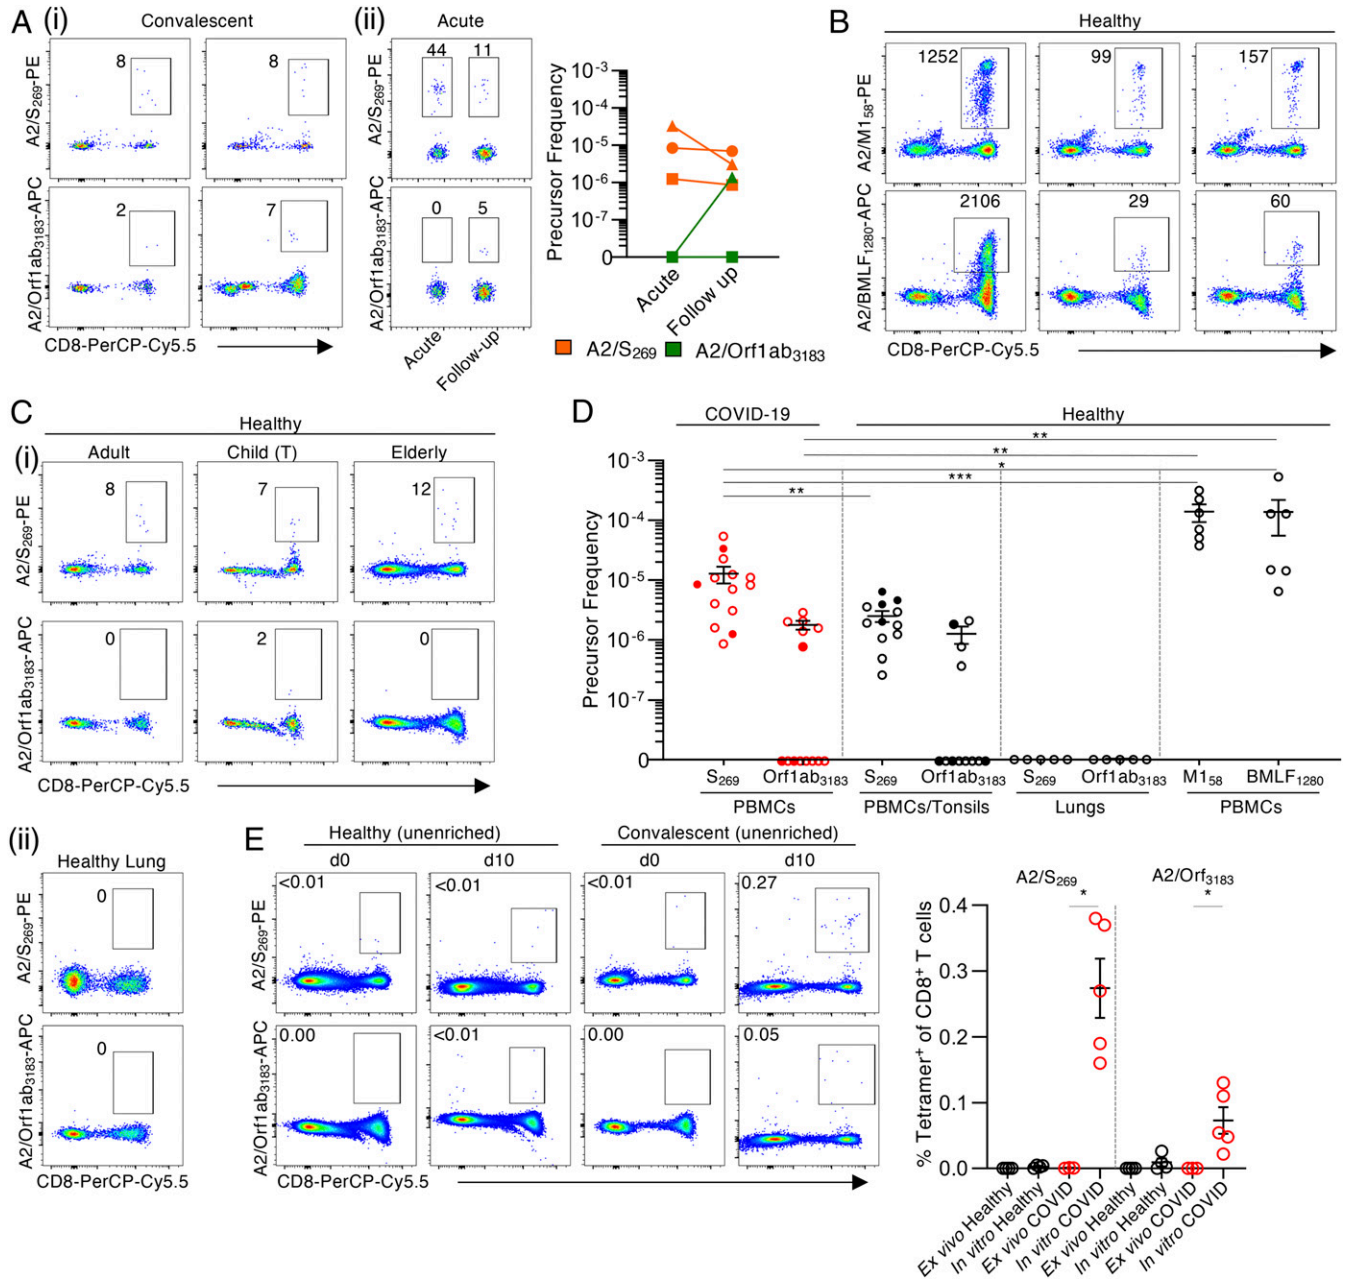 A (i) Convalescent
8 8
A2/S269-PE
2 7
A2/Orf1ab3183-APC
CD8-PerCP-Cy5.5
(ii) Acute
44 11
A2/S269-PE
0 5
A2/Orf1ab3183-APC
Acute Follow-up
Precursor Frequency
10-3
10-4
10-5
10-6
10-7
0
Acute Follow up
A2/S269 A2/Orf1ab3183
B Healthy
1252 99 157
A2/M158-PE
2106 29 60
A2/BMLF1280-APC
CD8-PerCP-Cy5.5
C Healthy
(i) Adult Child (T) Elderly
8 7 12
A2/S269-PE
0 2 0
A2/Orf1ab3183-APC
CD8-PerCP-Cy5.5
(ii)
Healthy Lung
0
A2/S269-PE
0
A2/Orf1ab3183-APC
CD8-PerCP-Cy5.5
D COVID-19 Healthy
**
**
*
***
**
Precursor Frequency
10-3
10-4
10-5
10-6
10-7
0
S269 Orf1ab3183 S269 Orf1ab3183 S269 Orf1ab3183 M158 BMLF1280
PBMCs PBMCs/Tonsils Lungs PBMCs
E Healthy (unenriched) Convalescent (unenriched)
d0 d10 d0 d10
<0.01 <0.01 <0.01 0.27
A2/S269-PE
0.00 <0.01 0.00 0.05
A2/Orf1ab3183-APC
CD8-PerCP-Cy5.5
A2/S269 A2/Orf3183
* *
% Tetramer+ of CD8+ T cells
0.4
0.3
0.2
0.1
0.0
Ex vivo Healthy
In vitro Healthy
Ex vivo COVID
In vitro COVID
Ex vivo Healthy
In vitro Healthy
Ex vivo COVID
In vitro COVID